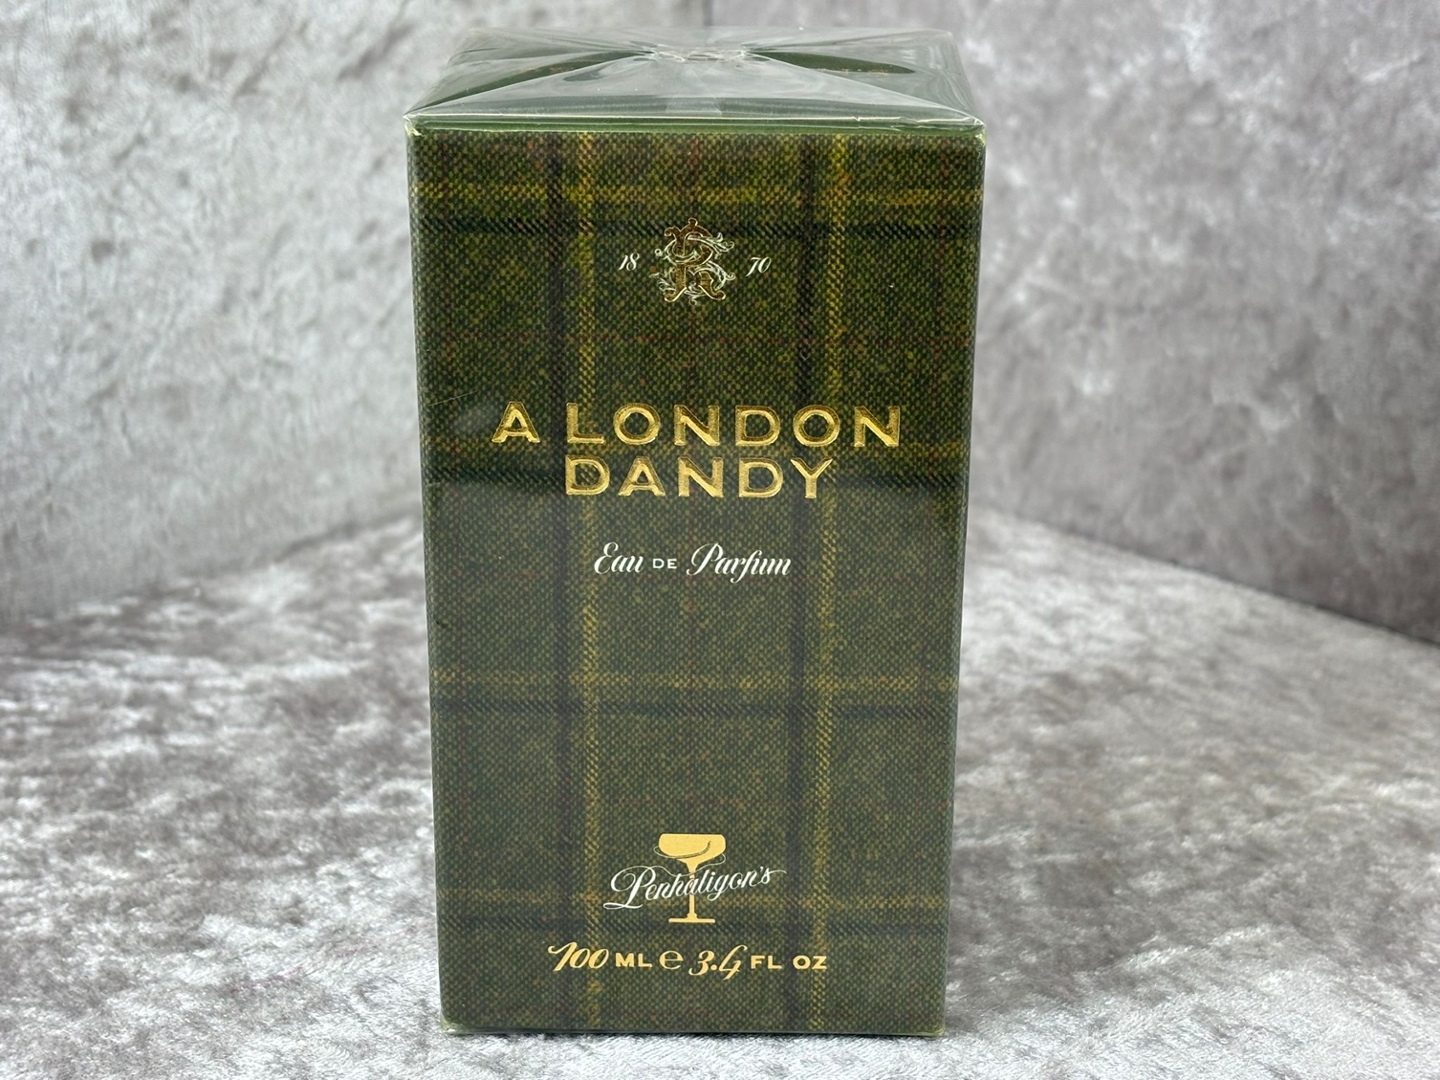 18 70
A LONDON
DANDY
Eau DE Parfum
Penhaligon's
100 ML e 3.4 FL OZ